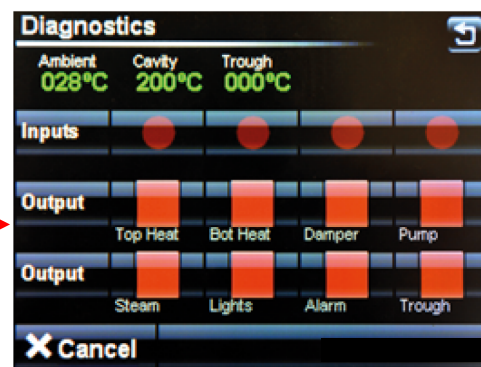 Diagnostics
Ambient Cavity Trough
028°C 200°C 000°C
Inputs
Output
Top Heat Bot Heat Damper Pump
Output
Steam Lights Alarm Trough
Cancel